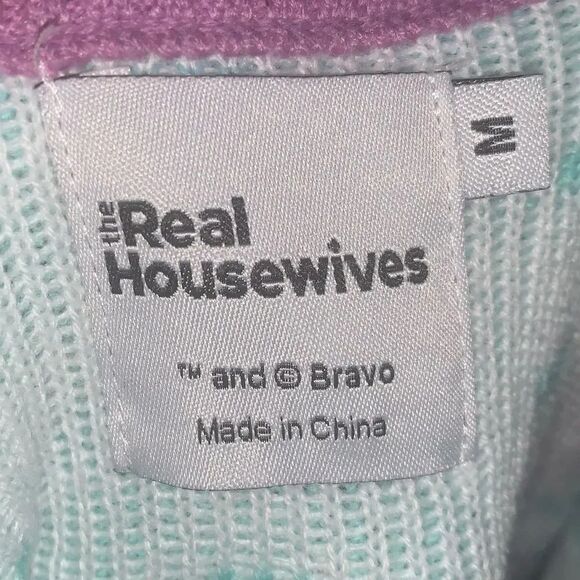 the Real
Housewives
™ and © Bravo
Made in China
M